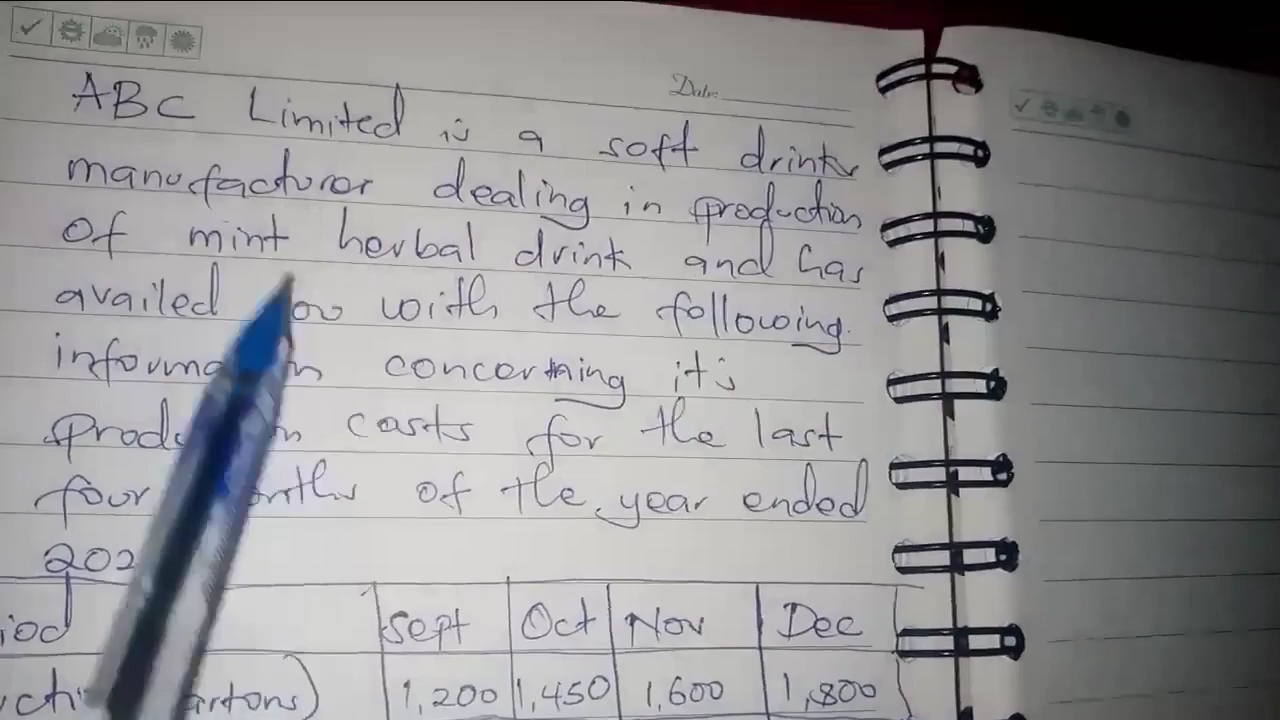 Date:
ABC Limited is a soft drinks
manufacturer dealing in production
of mint herbal drink and has
availed with the following
concerning it's
costs for the last
four of the year ended
Sept Oct Nov Dec
1,200 1,450 1,600 1,800